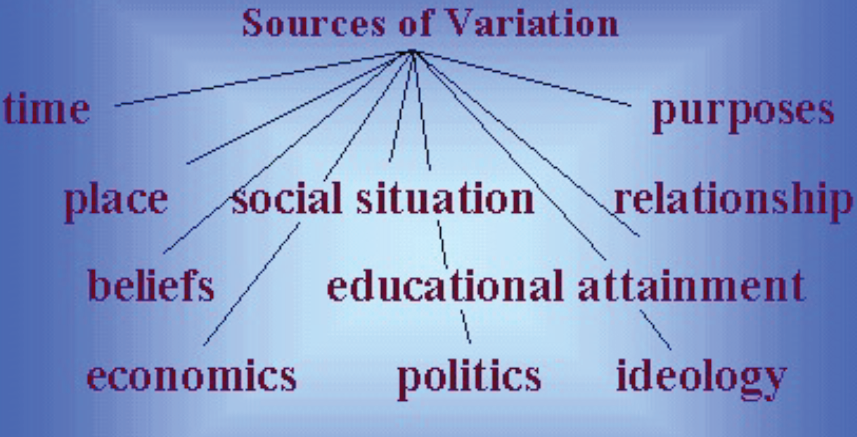 Sources of Variation
time purposes
place social situation relationship
beliefs educational attainment
economics politics ideology